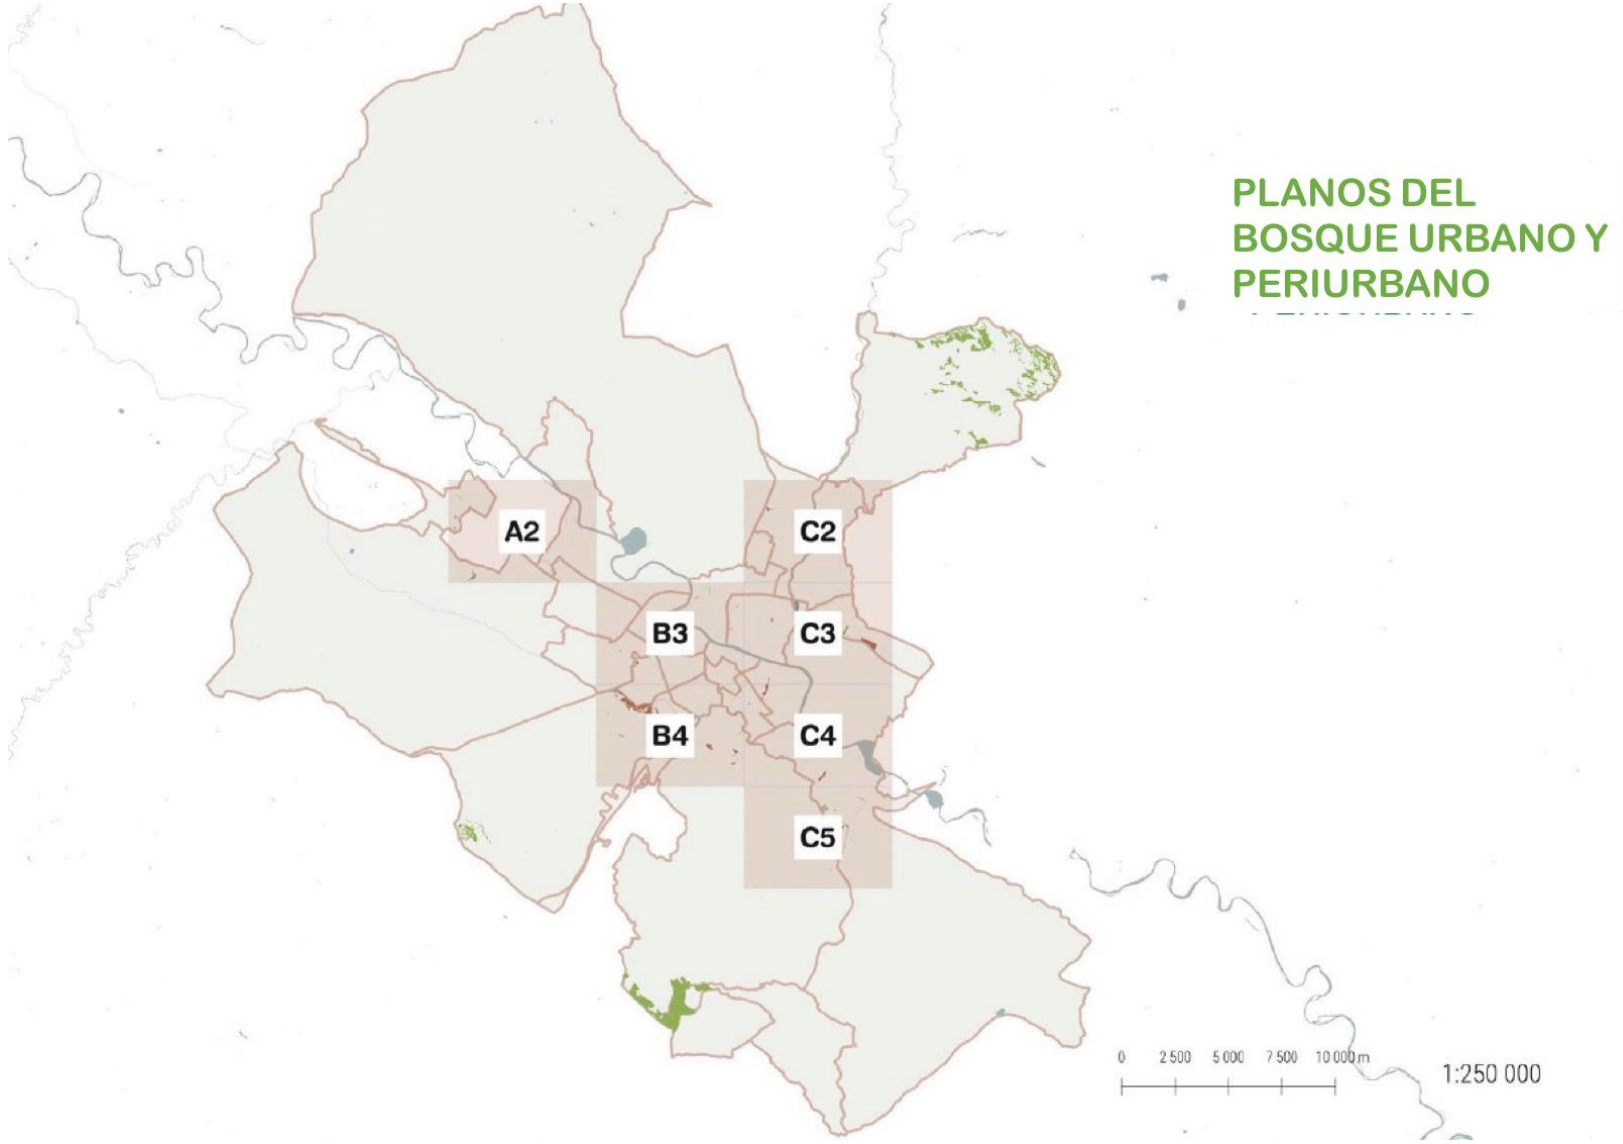 PLANOS DEL
BOSQUE URBANO Y
PERIURBANO
A2
C2
B3
C3
B4
C4
C5
0 2 500 5 000 7 500 10 000 m
1:250 000